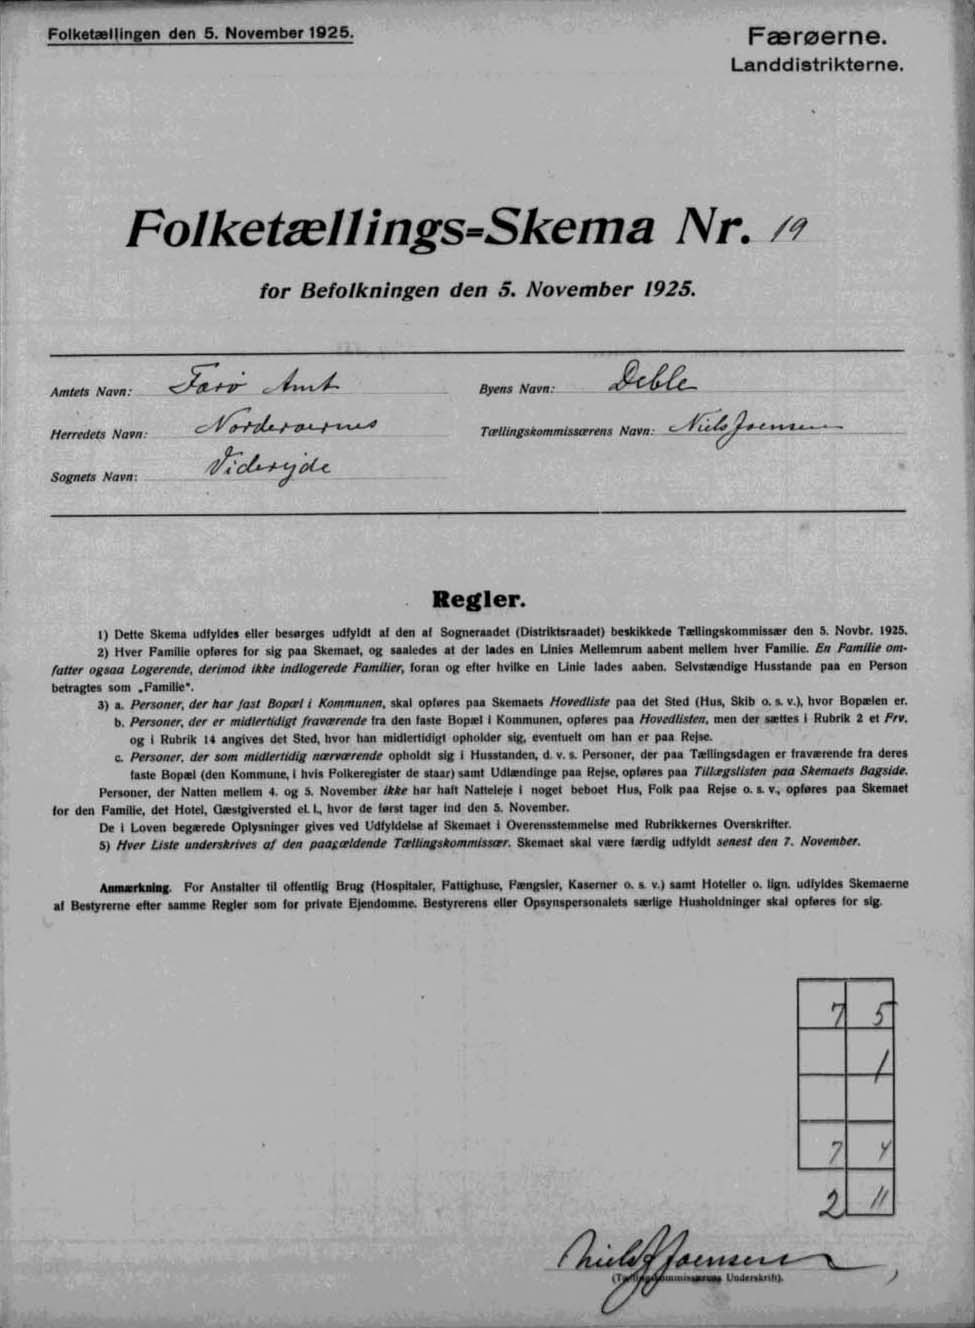 Folketællingen den 5. November 1925.
Færøerne.
Landdistrikterne.
Folketællings=Skema Nr. 19
for Befolkningen den 5. November 1925.
Amtets Navn: Færö Amt
Byens Navn: Deble
Herredets Navn: Norderoernes
Tællingskommissærens Navn: Niels J Joensen
Sognets Navn: Viderejde
Regler.
1) Dette Skema udfyldes eller besørges udfyldt af den af Sogneraadet (Distriktsraadet) beskikkede Tællingskommissær den 5. Novbr. 1925.
2) Hver Familie opføres for sig paa Skemaet, og saaledes at der lades en Linies Mellemrum aabent mellem hver Familie. En Familie om-
fatter ogsaa Logerende, derimod ikke indlogerede Familier, foran og efter hvilke en Linie lades aaben. Selvstændige Husstande paa en Person
betragtes som „Familie“.
3) a. Personer, der har fast Bopæl i Kommunen, skal opføres paa Skemaets Hovedliste paa det Sted (Hus, Skib o. s. v.), hvor Bopælen er.
b. Personer, der er midlertidigt fraværende fra den faste Bopæl i Kommunen, opføres paa Hovedlisten, men der sættes i Rubrik 2 et Frv,
og i Rubrik 14 angives det Sted, hvor han midlertidigt opholder sig, eventuelt om han er paa Rejse.
c. Personer, der som midlertidig nærværende opholdt sig i Husstanden, d. v. s. Personer, der paa Tællingsdagen er fraværende fra deres
faste Bopæl (den Kommune, i hvis Folkeregister de staar) samt Udlændinge paa Rejse, opføres paa Tillægslisten paa Skemaets Bagside.
Personer, der Natten mellem 4. og 5. November ikke har haft Natteleje i noget beboet Hus, Folk paa Rejse o. s. v., opføres paa Skemaet
for den Familie, det Hotel, Gæstgiversted el. l., hvor de først tager ind den 5. November.
De i Loven begærede Oplysninger gives ved Udfyldelse af Skemaet i Overensstemmelse med Rubrikkernes Overskrifter.
5) Hver Liste underskrives af den paagældende Tællingskommissær. Skemaet skal være færdig udfyldt senest den 7. November.
Anmærkning. For Anstalter til offentlig Brug (Hospitaler, Fattighuse, Fængsler, Kaserner o. s. v.) samt Hoteller o. lign. udfyldes Skemaerne
af Bestyrerne efter samme Regler som for private Ejendomme. Bestyrerens eller Opsynspersonalets særlige Husholdninger skal opføres for sig.
7 5
1
7 4
2 11
Niels J Joensen
(Tællingskommissærens Underskrift).